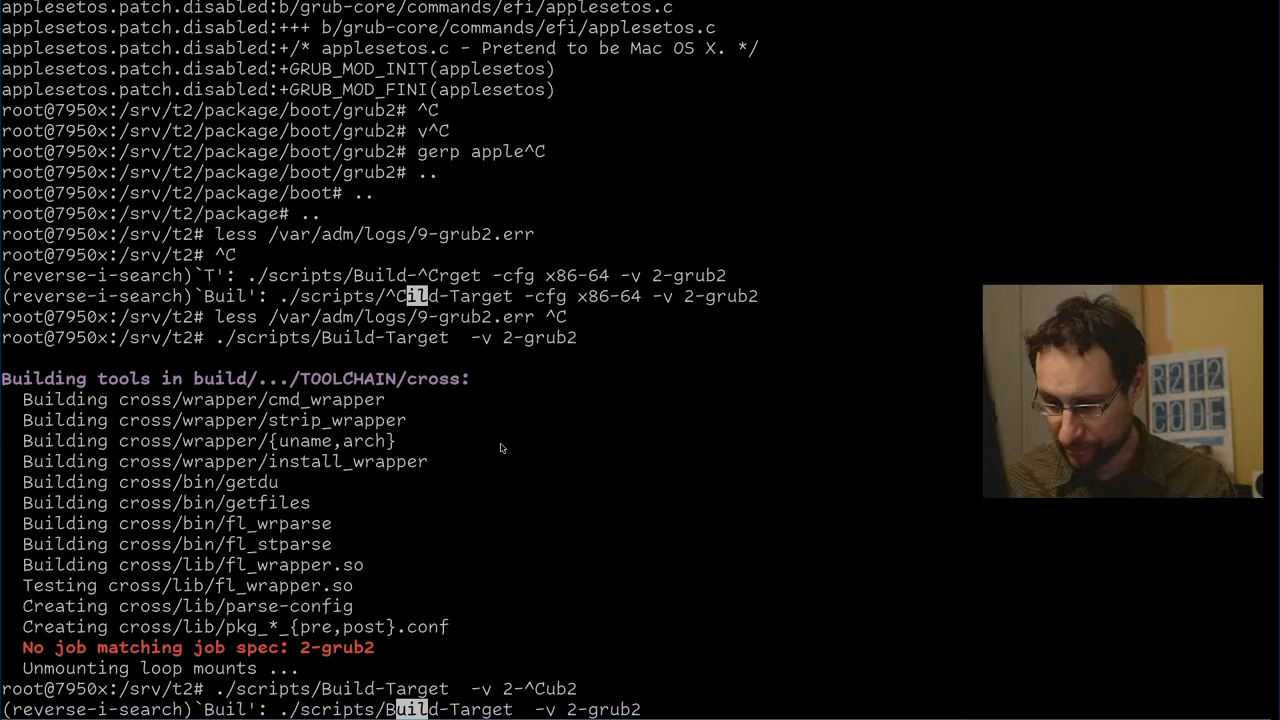 applesetos.patch.disabled:b/grub-core/commands/efi/applesetos.c
applesetos.patch.disabled:+++ b/grub-core/commands/efi/applesetos.c
applesetos.patch.disabled:+/* applesetos.c - Pretend to be Mac OS X. */
applesetos.patch.disabled:+GRUB_MOD_INIT(applesetos)
applesetos.patch.disabled:+GRUB_MOD_FINI(applesetos)
root@7950x:/srv/t2/package/boot/grub2# ^C
root@7950x:/srv/t2/package/boot/grub2# v^C
root@7950x:/srv/t2/package/boot/grub2# gerp apple^C
root@7950x:/srv/t2/package/boot/grub2# ..
root@7950x:/srv/t2/package/boot# ..
root@7950x:/srv/t2/package# ..
root@7950x:/srv/t2# less /var/adm/logs/9-grub2.err
root@7950x:/srv/t2# ^C
(reverse-i-search)`T': ./scripts/Build-^Crget -cfg x86-64 -v 2-grub2
(reverse-i-search)`Buil': ./scripts/^Cild-Target -cfg x86-64 -v 2-grub2
root@7950x:/srv/t2# less /var/adm/logs/9-grub2.err ^C
root@7950x:/srv/t2# ./scripts/Build-Target  -v 2-grub2
Building tools in build/.../TOOLCHAIN/cross:
Building cross/wrapper/cmd_wrapper
Building cross/wrapper/strip_wrapper
Building cross/wrapper/{uname,arch}
Building cross/wrapper/install_wrapper
Building cross/bin/getdu
Building cross/bin/getfiles
Building cross/bin/fl_wrparse
Building cross/bin/fl_stparse
Building cross/lib/fl_wrapper.so
Testing cross/lib/fl_wrapper.so
Creating cross/lib/parse-config
Creating cross/lib/pkg_*_{pre,post}.conf
No job matching job spec: 2-grub2
Unmounting loop mounts ...
root@7950x:/srv/t2# ./scripts/Build-Target  -v 2-^Cub2
(reverse-i-search)`Buil': ./scripts/Build-Target  -v 2-grub2
R2T2
CODE